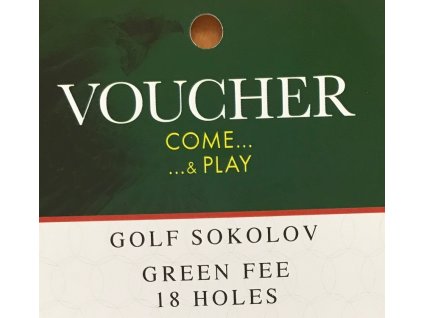 VOUCHER
COME...
...& PLAY
GOLF SOKOLOV
GREEN FEE
18 HOLES